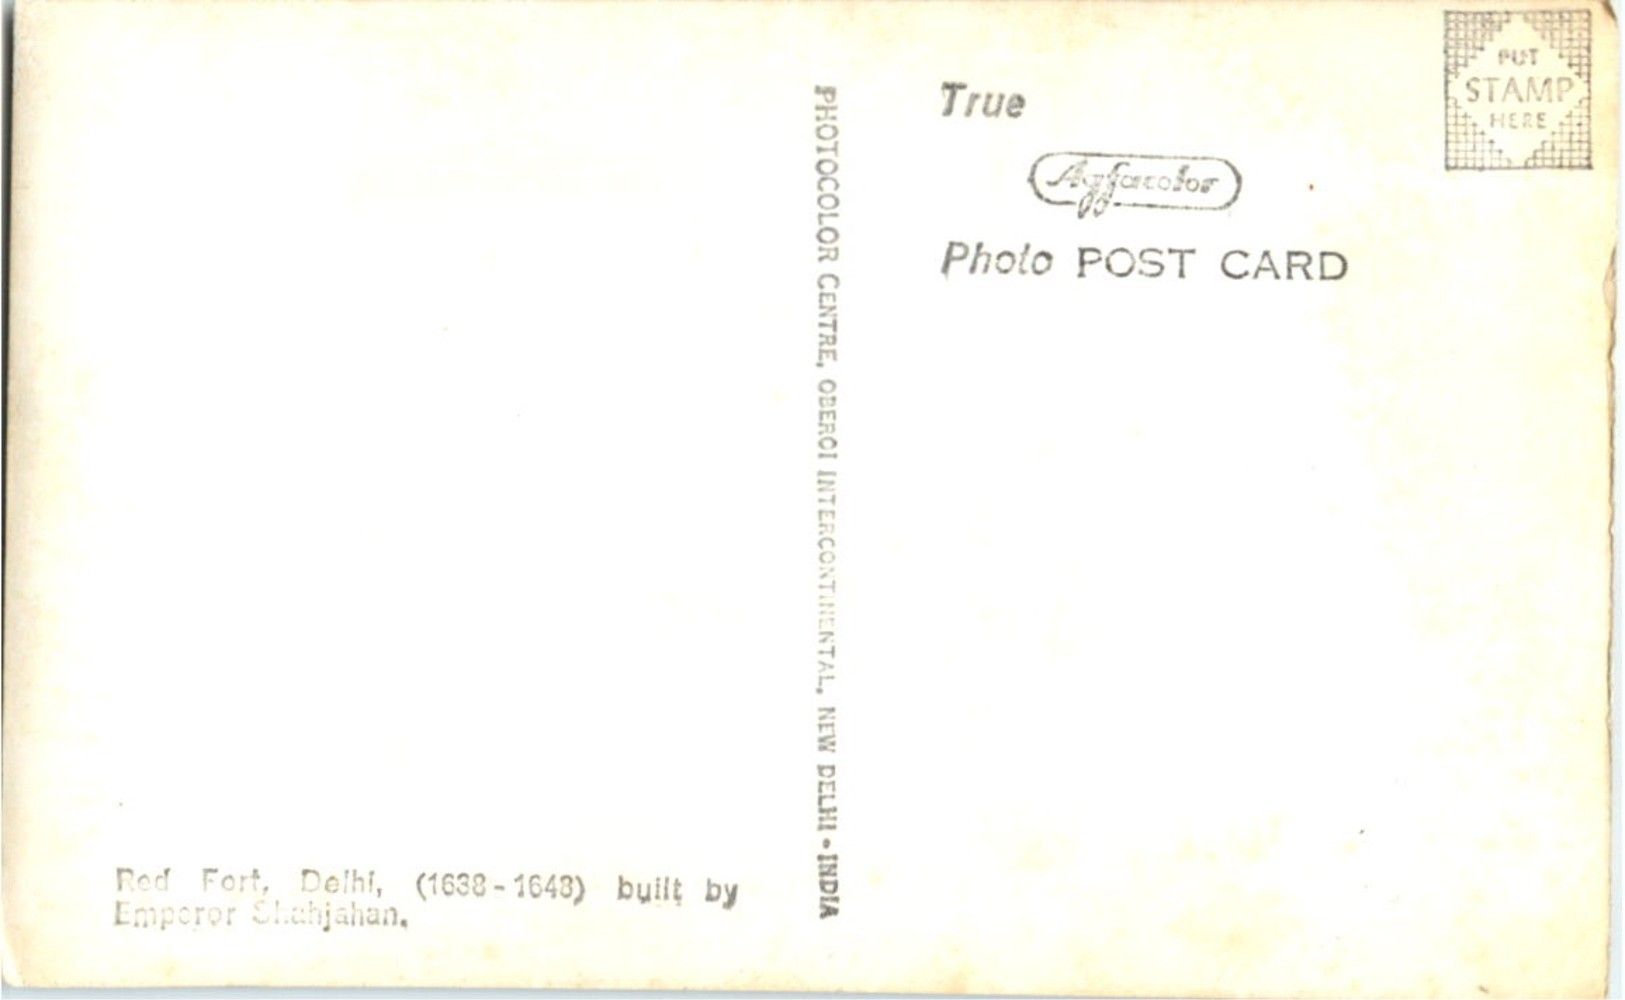 True
Agfacolor
Photo POST CARD
PUT
STAMP
HERE
PHOTOCOLOR CENTRE, OBEROI INTERCONTINENTAL, NEW DELHI • INDIA
Red Fort, Delhi, (1638-1648) built by
Emperor Shahjahan.